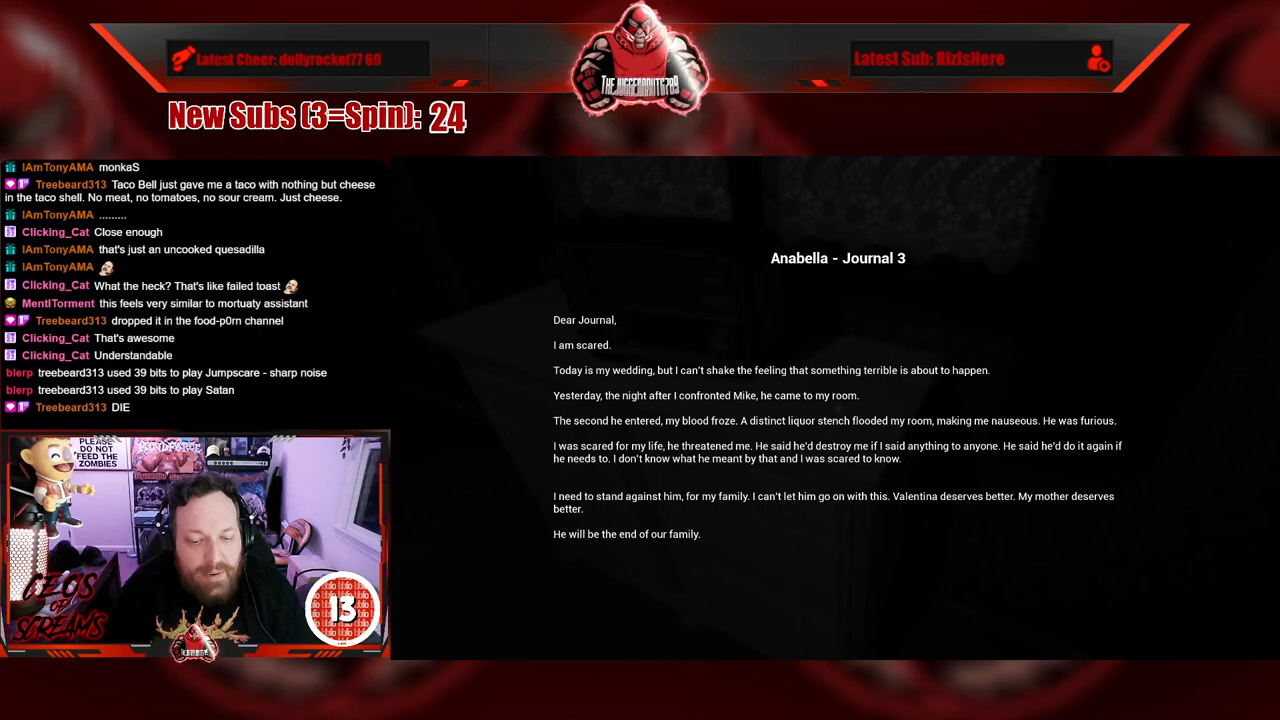 Latest Cheer: dollyrocket77 69
THEJUGGERNAUT6789
Latest Sub: RizIsHere
New Subs (3=Spin): 24
IAmTonyAMA monkaS
Treebeard313 Taco Bell just gave me a taco with nothing but cheese
in the taco shell. No meat, no tomatoes, no sour cream. Just cheese.
IAmTonyAMA .........
Clicking_Cat Close enough
IAmTonyAMA that's just an uncooked quesadilla
IAmTonyAMA
Clicking_Cat What the heck? That's like failed toast
MentlTorment this feels very similar to mortuaty assistant
Treebeard313 dropped it in the food-p0rn channel
Clicking_Cat That's awesome
Clicking_Cat Understandable
blerp treebeard313 used 39 bits to play Jumpscare - sharp noise
blerp treebeard313 used 39 bits to play Satan
Treebeard313 DIE
Anabella - Journal 3
Dear Journal,
I am scared.
Today is my wedding, but I can't shake the feeling that something terrible is about to happen.
Yesterday, the night after I confronted Mike, he came to my room.
The second he entered, my blood froze. A distinct liquor stench flooded my room, making me nauseous. He was furious.
I was scared for my life, he threatened me. He said he'd destroy me if I said anything to anyone. He said he'd do it again if
he needs to. I don't know what he meant by that and I was scared to know.
I need to stand against him, for my family. I can't let him go on with this. Valentina deserves better. My mother deserves
better.
He will be the end of our family.
PLEASE
DO NOT
FEED THE
ZOMBIES
CEOS
OF
SCREAMS
13